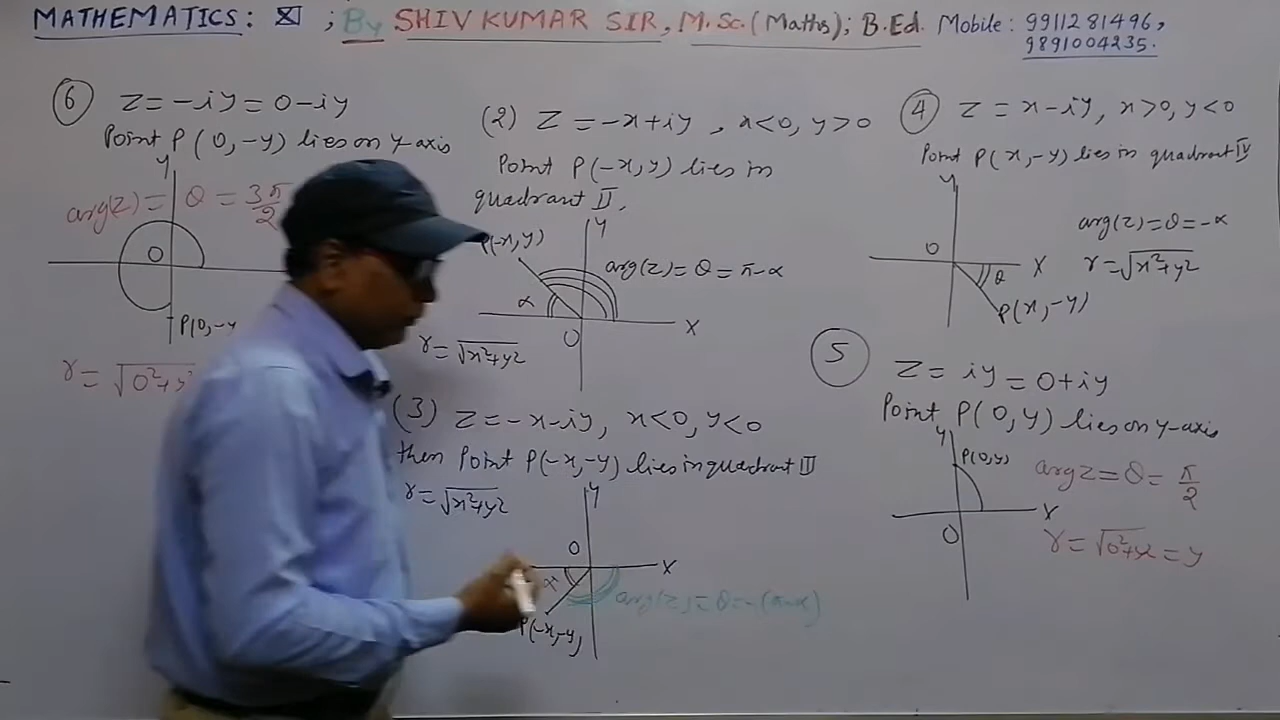 MATHEMATICS: XI ; By SHIV KUMAR SIR, M.Sc.(Maths); B.Ed. Mobile: 9911281496,
9891004235.
6 Z=-iy=0-iy
Point P(0,-y) lies on y-axis
y
arg(z)= θ = 3π/2
O
P(0,-y
r= √0²+y²
(2) Z =-x+iy , x<0, y>0
Point P(-x,y) lies in
quadrant II.
y
P(-x,y)
arg(z)=θ=π-α
α
O
X
r=√x²+y²
(3) Z=-x-iy, x<0,y<0
then Point P(-x,-y) lies in quadrant III
r=√x²+y²
y
O
X
α
arg(z)=θ=-(π-α)
P(-x,-y)
4 Z = x-iy, x>0,y<0
Point P(x,-y) lies in quadrant IV
y
arg(z)=θ=-α
O
X
r=√x²+y²
θ
P(x,-y)
5 Z= iy=0+iy
Point P(0,y) lies on y-axis
y
P(0,y)
arg z=θ=π/2
X
O
r=√0²+y²=y